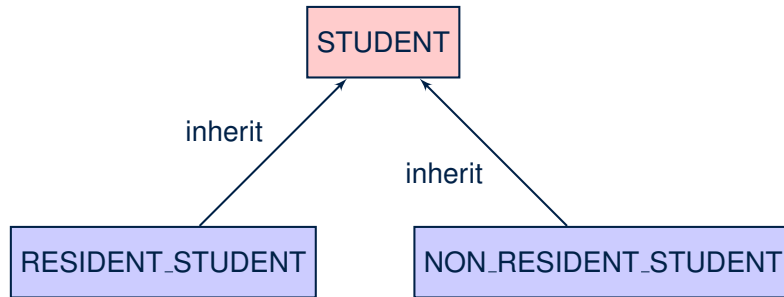 STUDENT
inherit
inherit
RESIDENT_STUDENT
NON_RESIDENT_STUDENT